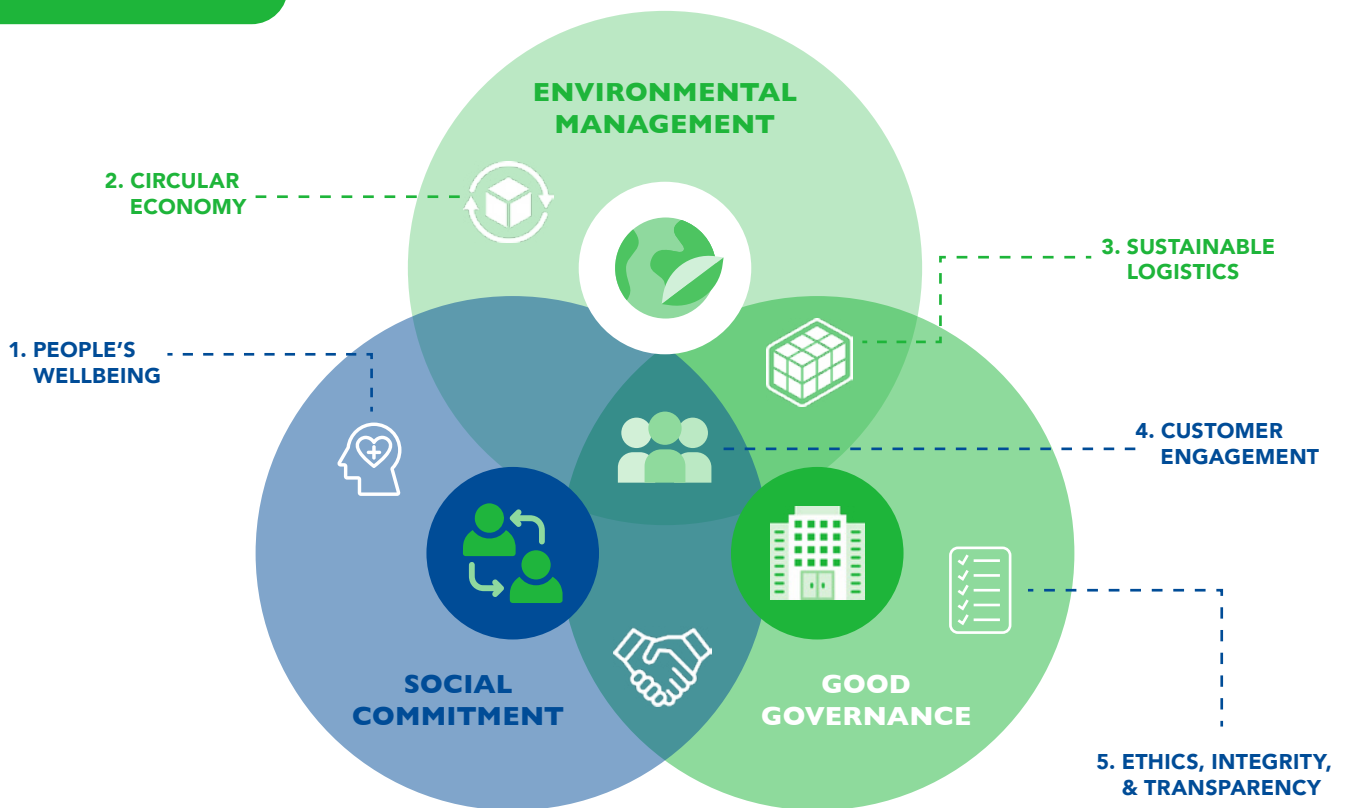 ENVIRONMENTAL
MANAGEMENT
2. CIRCULAR
ECONOMY
3. SUSTAINABLE
LOGISTICS
1. PEOPLE'S
WELLBEING
4. CUSTOMER
ENGAGEMENT
SOCIAL
COMMITMENT
GOOD
GOVERNANCE
5. ETHICS, INTEGRITY,
& TRANSPARENCY